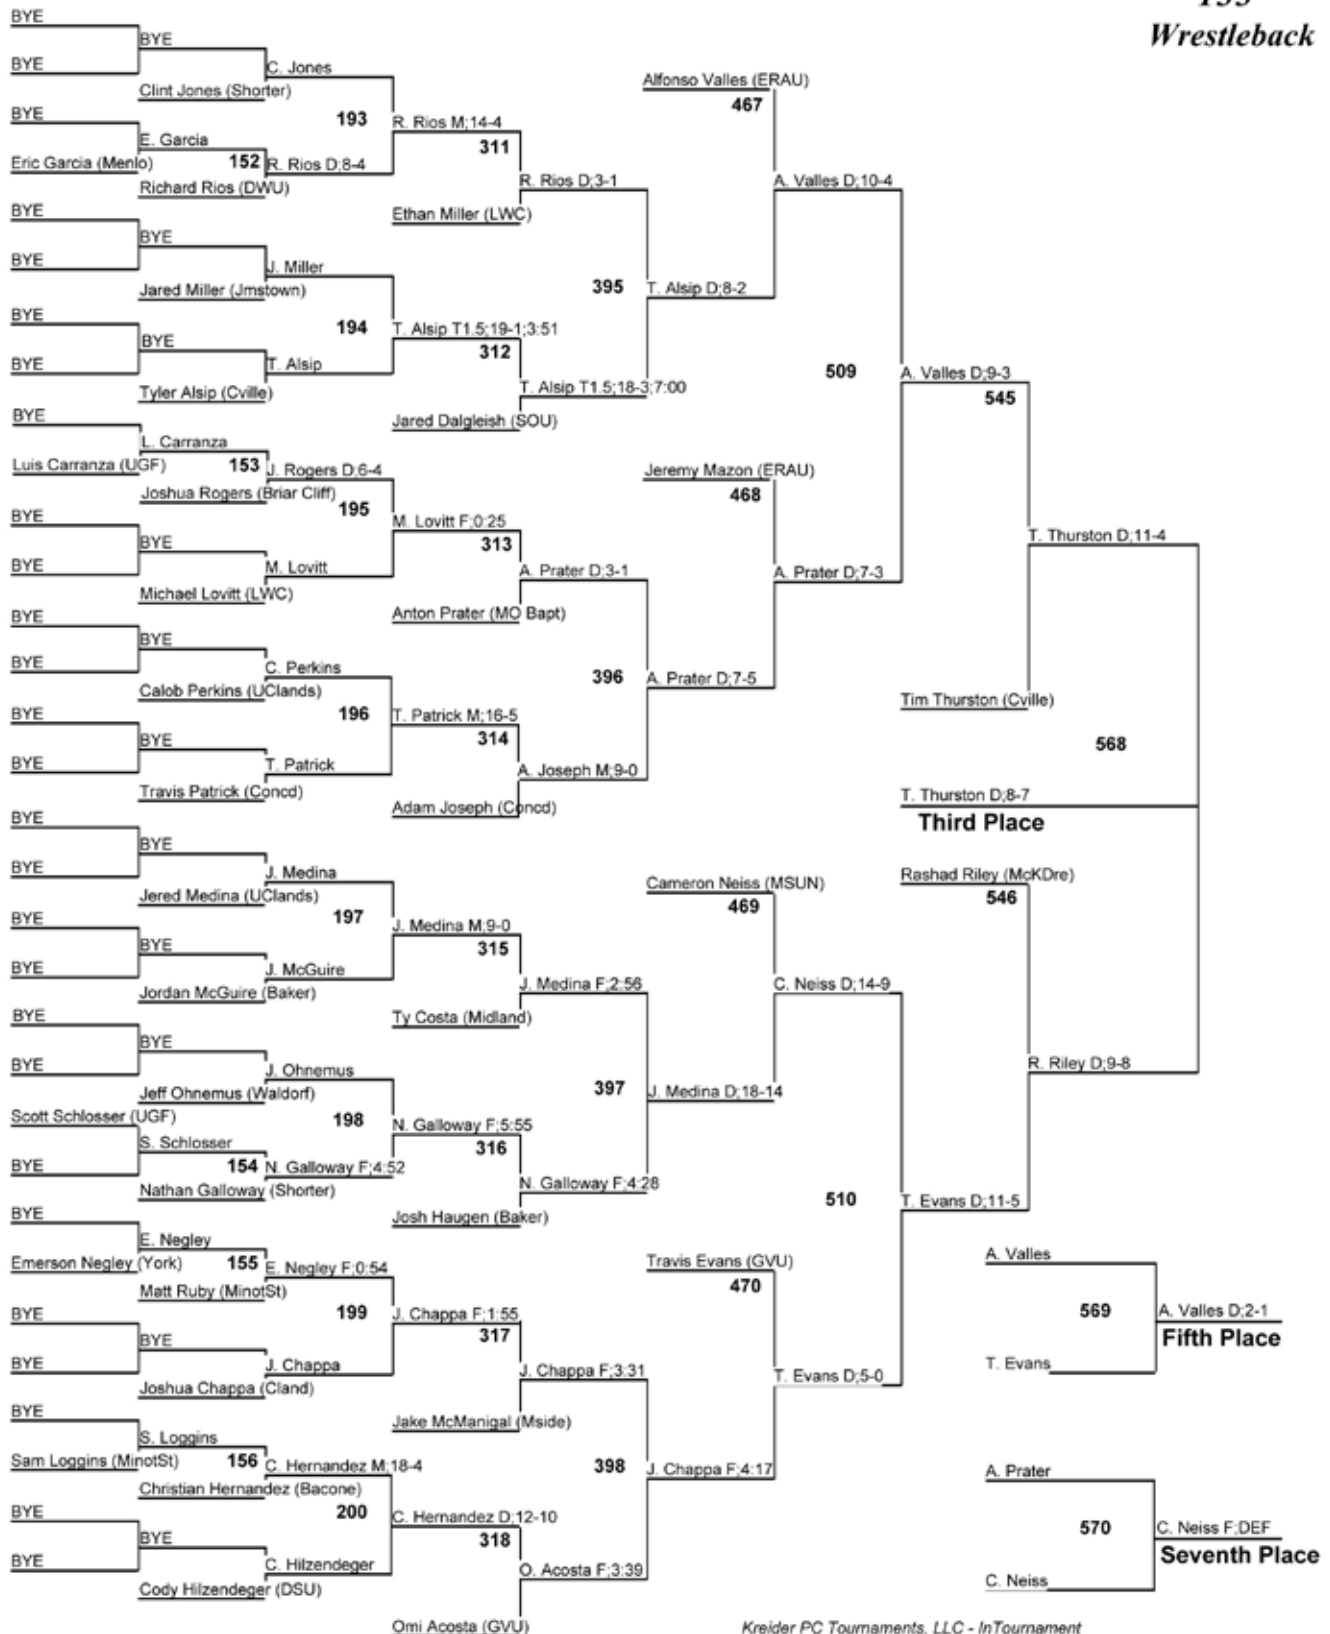 Wrestleback
BYE
BYE
BYE
C. Jones
Clint Jones (Shorter)
193
BYE
E. Garcia
Eric Garcia (Menlo)
152
R. Rios D;8-4
Richard Rios (DWU)
R. Rios M;14-4
311
R. Rios D;3-1
Ethan Miller (LWC)
BYE
BYE
BYE
J. Miller
Jared Miller (Jmstown)
194
BYE
BYE
BYE
T. Alsip
Tyler Alsip (Cville)
T. Alsip T1.5;19-1;3:51
312
T. Alsip T1.5;18-3;7:00
Jared Dalgleish (SOU)
395
T. Alsip D;8-2
Alfonso Valles (ERAU)
467
A. Valles D;10-4
509
A. Valles D;9-3
545
BYE
L. Carranza
Luis Carranza (UGF)
153
J. Rogers D;6-4
Joshua Rogers (Briar Cliff)
195
BYE
BYE
BYE
M. Lovitt
Michael Lovitt (LWC)
M. Lovitt F;0:25
313
A. Prater D;3-1
Anton Prater (MO Bapt)
BYE
BYE
BYE
C. Perkins
Calob Perkins (UClands)
196
BYE
BYE
BYE
T. Patrick
Travis Patrick (Concd)
T. Patrick M;16-5
314
A. Joseph M;9-0
Adam Joseph (Concd)
396
A. Prater D;7-5
Jeremy Mazon (ERAU)
468
A. Prater D;7-3
T. Thurston D;11-4
Tim Thurston (Cville)
568
T. Thurston D;8-7
Third Place
BYE
BYE
BYE
J. Medina
Jered Medina (UClands)
197
BYE
BYE
BYE
J. McGuire
Jordan McGuire (Baker)
J. Medina M;9-0
315
J. Medina F;2:56
Ty Costa (Midland)
BYE
BYE
BYE
J. Ohnemus
Jeff Ohnemus (Waldorf)
198
Scott Schlosser (UGF)
S. Schlosser
BYE
154
N. Galloway F;4:52
Nathan Galloway (Shorter)
N. Galloway F;5:55
316
N. Galloway F;4:28
Josh Haugen (Baker)
397
J. Medina D;18-14
Cameron Neiss (MSUN)
469
C. Neiss D;14-9
510
T. Evans D;11-5
Rashad Riley (McKDre)
546
R. Riley D;9-8
BYE
E. Negley
Emerson Negley (York)
155
E. Negley F;0:54
Matt Ruby (MinotSt)
199
BYE
BYE
BYE
J. Chappa
Joshua Chappa (Cland)
J. Chappa F;1:55
317
J. Chappa F;3:31
Jake McManigal (Mside)
BYE
S. Loggins
Sam Loggins (MinotSt)
156
C. Hernandez M;18-4
Christian Hernandez (Bacone)
200
BYE
BYE
BYE
C. Hilzendeger
Cody Hilzendeger (DSU)
C. Hernandez D;12-10
318
O. Acosta F;3:39
Omi Acosta (GVU)
398
J. Chappa F;4:17
Travis Evans (GVU)
470
T. Evans D;5-0
A. Valles
569
T. Evans
A. Valles D;2-1
Fifth Place
A. Prater
570
C. Neiss
C. Neiss F;DEF
Seventh Place
Kreider PC Tournaments, LLC - InTournament